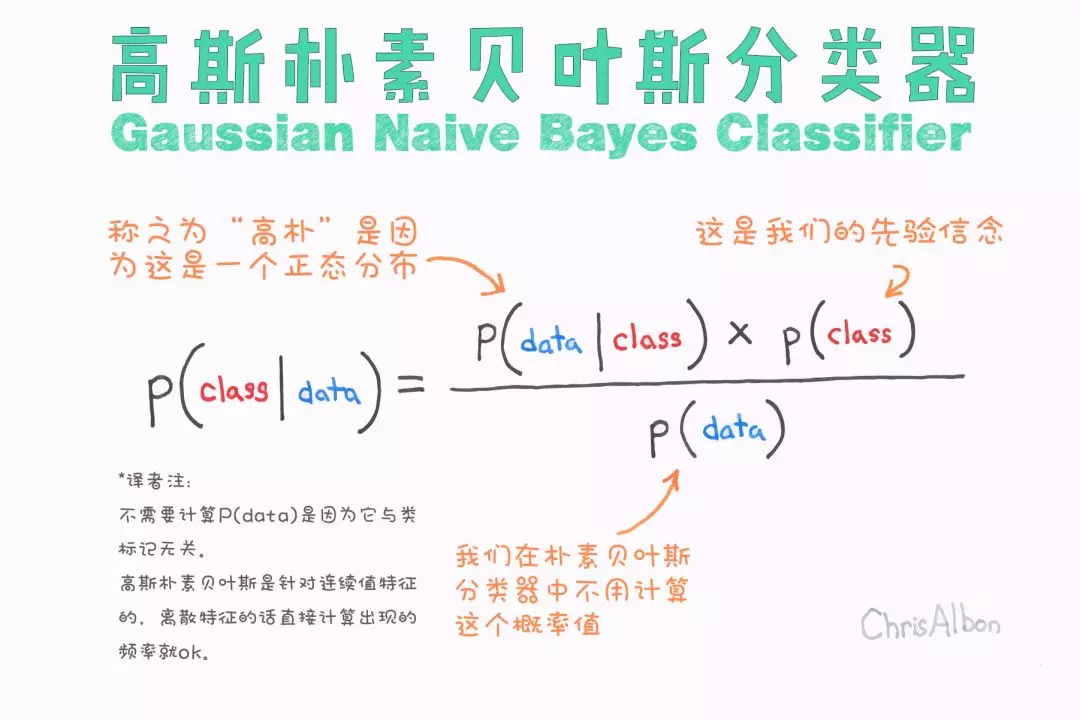 高斯朴素贝叶斯分类器
Gaussian Naive Bayes Classifier
称之为“高朴”是因
为这是一个正态分布
这是我们的先验信念
P(data|class) × P(class)
P(class|data) =
P(data)
*译者注:
不需要计算P(data)是因为它与类
标记无关。
高斯朴素贝叶斯是针对连续值特征
的，离散特征的话直接计算出现的
频率就ok。
我们在朴素贝叶斯
分类器中不用计算
这个概率值
ChrisAlbon